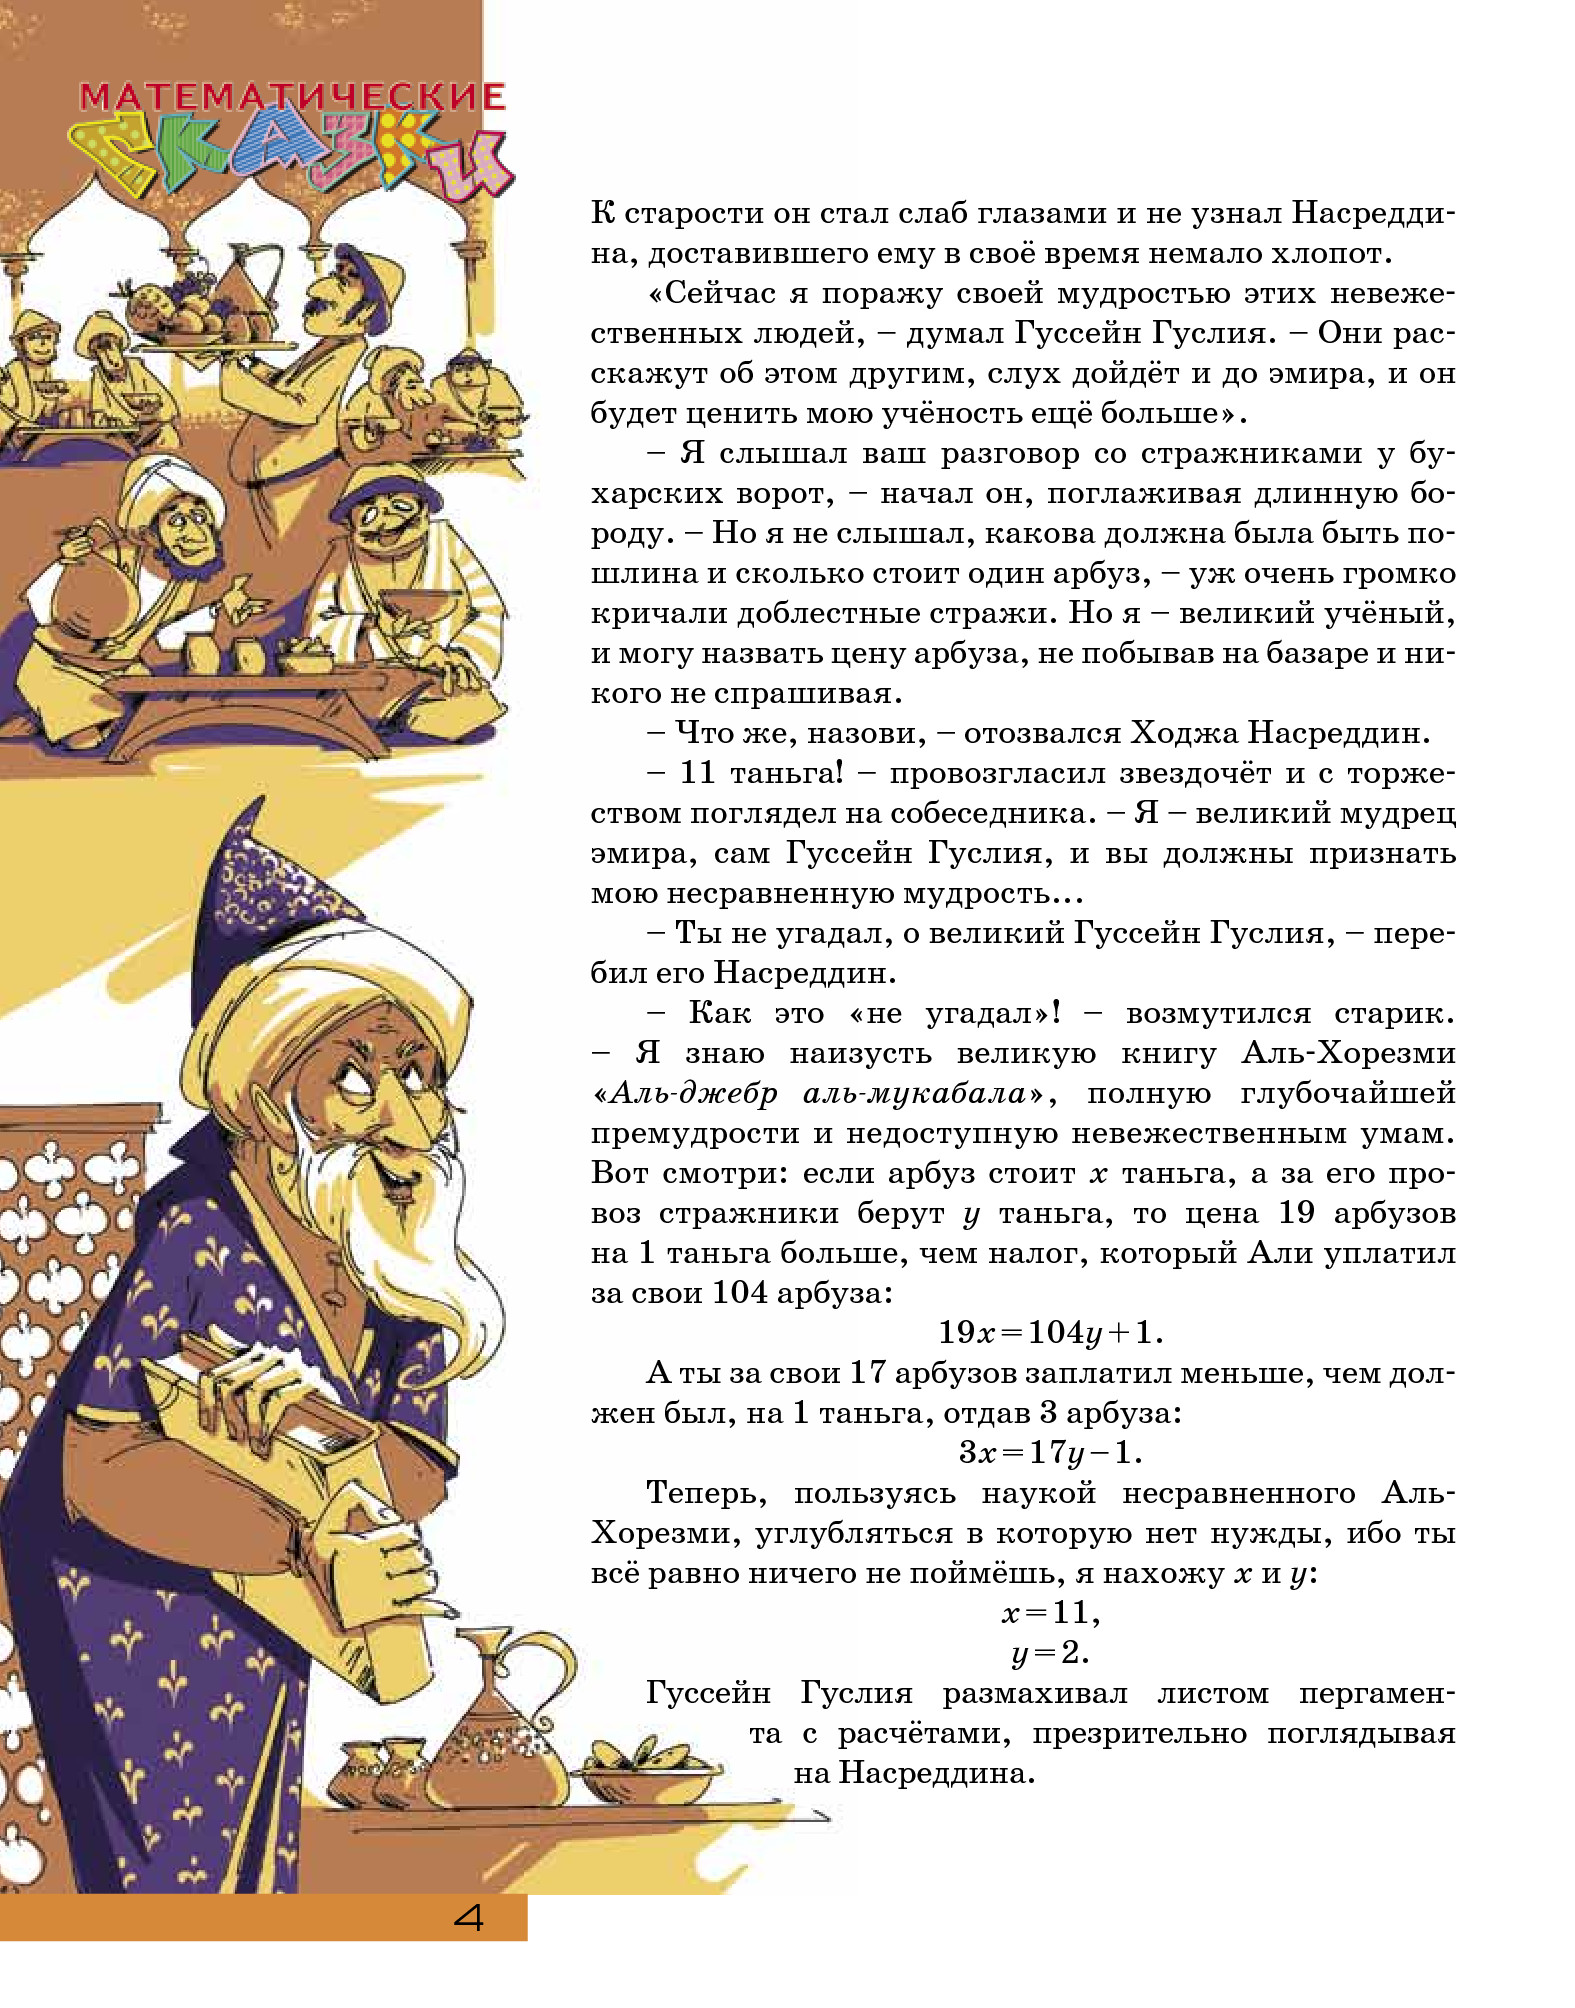 МАТЕМАТИЧЕСКИЕ
СКАЗКИ
К старости он стал слаб глазами и не узнал Насредди-
на, доставившего ему в своё время немало хлопот.
«Сейчас я поражу своей мудростью этих невеже-
ственных людей, – думал Гуссейн Гуслия. – Они рас-
скажут об этом другим, слух дойдёт и до эмира, и он
будет ценить мою учёность ещё больше».
– Я слышал ваш разговор со стражниками у бу-
харских ворот, – начал он, поглаживая длинную бо-
роду. – Но я не слышал, какова должна была быть по-
шлина и сколько стоит один арбуз, – уж очень громко
кричали доблестные стражи. Но я – великий учёный,
и могу назвать цену арбуза, не побывав на базаре и ни-
кого не спрашивая.
– Что же, назови, – отозвался Ходжа Насреддин.
– 11 таньга! – провозгласил звездочёт и с торже-
ством поглядел на собеседника. – Я – великий мудрец
эмира, сам Гуссейн Гуслия, и вы должны признать
мою несравненную мудрость...
– Ты не угадал, о великий Гуссейн Гуслия, – пере-
бил его Насреддин.
– Как это «не угадал»! – возмутился старик.
– Я знаю наизусть великую книгу Аль-Хорезми
«Аль-джебр аль-мукабала», полную глубочайшей
премудрости и недоступную невежественным умам.
Вот смотри: если арбуз стоит x таньга, а за его про-
воз стражники берут y таньга, то цена 19 арбузов
на 1 таньга больше, чем налог, который Али уплатил
за свои 104 арбуза:
19x=104y+1.
А ты за свои 17 арбузов заплатил меньше, чем дол-
жен был, на 1 таньга, отдав 3 арбуза:
3x=17y–1.
Теперь, пользуясь наукой несравненного Аль-
Хорезми, углубляться в которую нет нужды, ибо ты
всё равно ничего не поймёшь, я нахожу x и y:
x=11,
y=2.
Гуссейн Гуслия размахивал листом пергамен-
та с расчётами, презрительно поглядывая
на Насреддина.
4